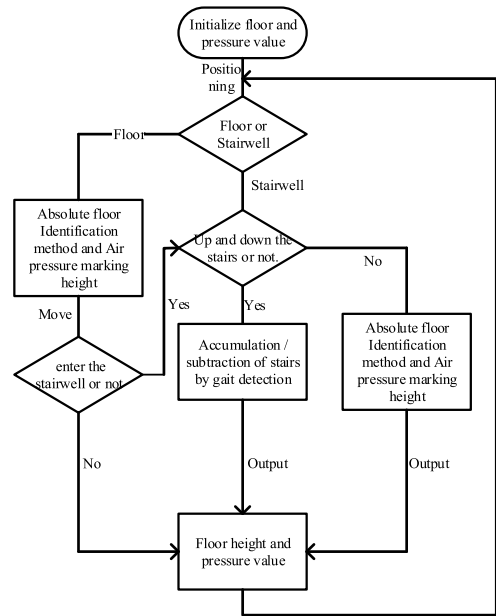 Initialize floor and
pressure value
Positio
ning
Floor or
Stairwell
Floor
Stairwell
Absolute floor
Identification
method and Air
pressure marking
height
Up and down the
stairs or not.
No
Move
Yes
Yes
enter the
stairwell or not
Accumulation /
subtraction of stairs
by gait detection
Absolute floor
Identification
method and Air
pressure marking
height
No
Output
Output
Floor height and
pressure value